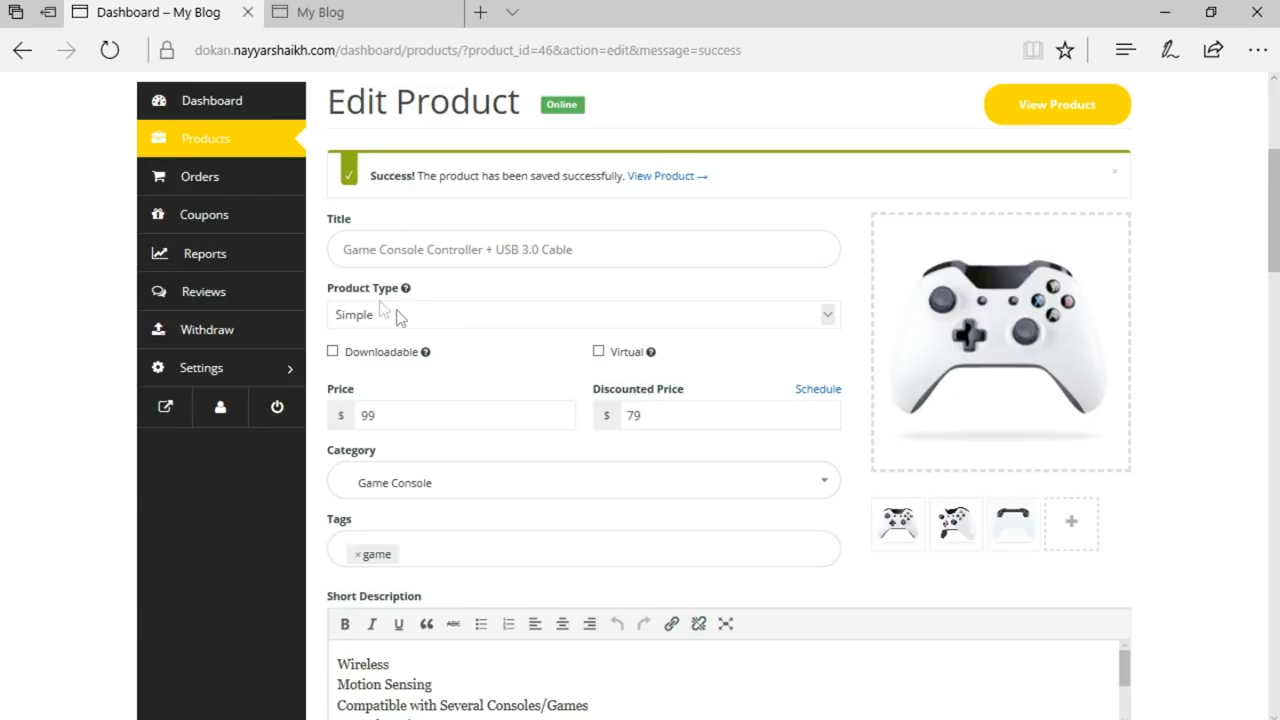 Dashboard – My Blog
My Blog
dokan.nayyarshaikh.com/dashboard/products/?product_id=46&action=edit&message=success
Dashboard
Products
Orders
Coupons
Reports
Reviews
Withdraw
Settings
Edit Product
Online
View Product
Success! The product has been saved successfully. View Product →
Title
Game Console Controller + USB 3.0 Cable
Product Type
Simple
Downloadable
Virtual
Price
Discounted Price
Schedule
$ 99
$ 79
Category
Game Console
Tags
× game
Short Description
B I U ABC
Wireless
Motion Sensing
Compatible with Several Consoles/Games